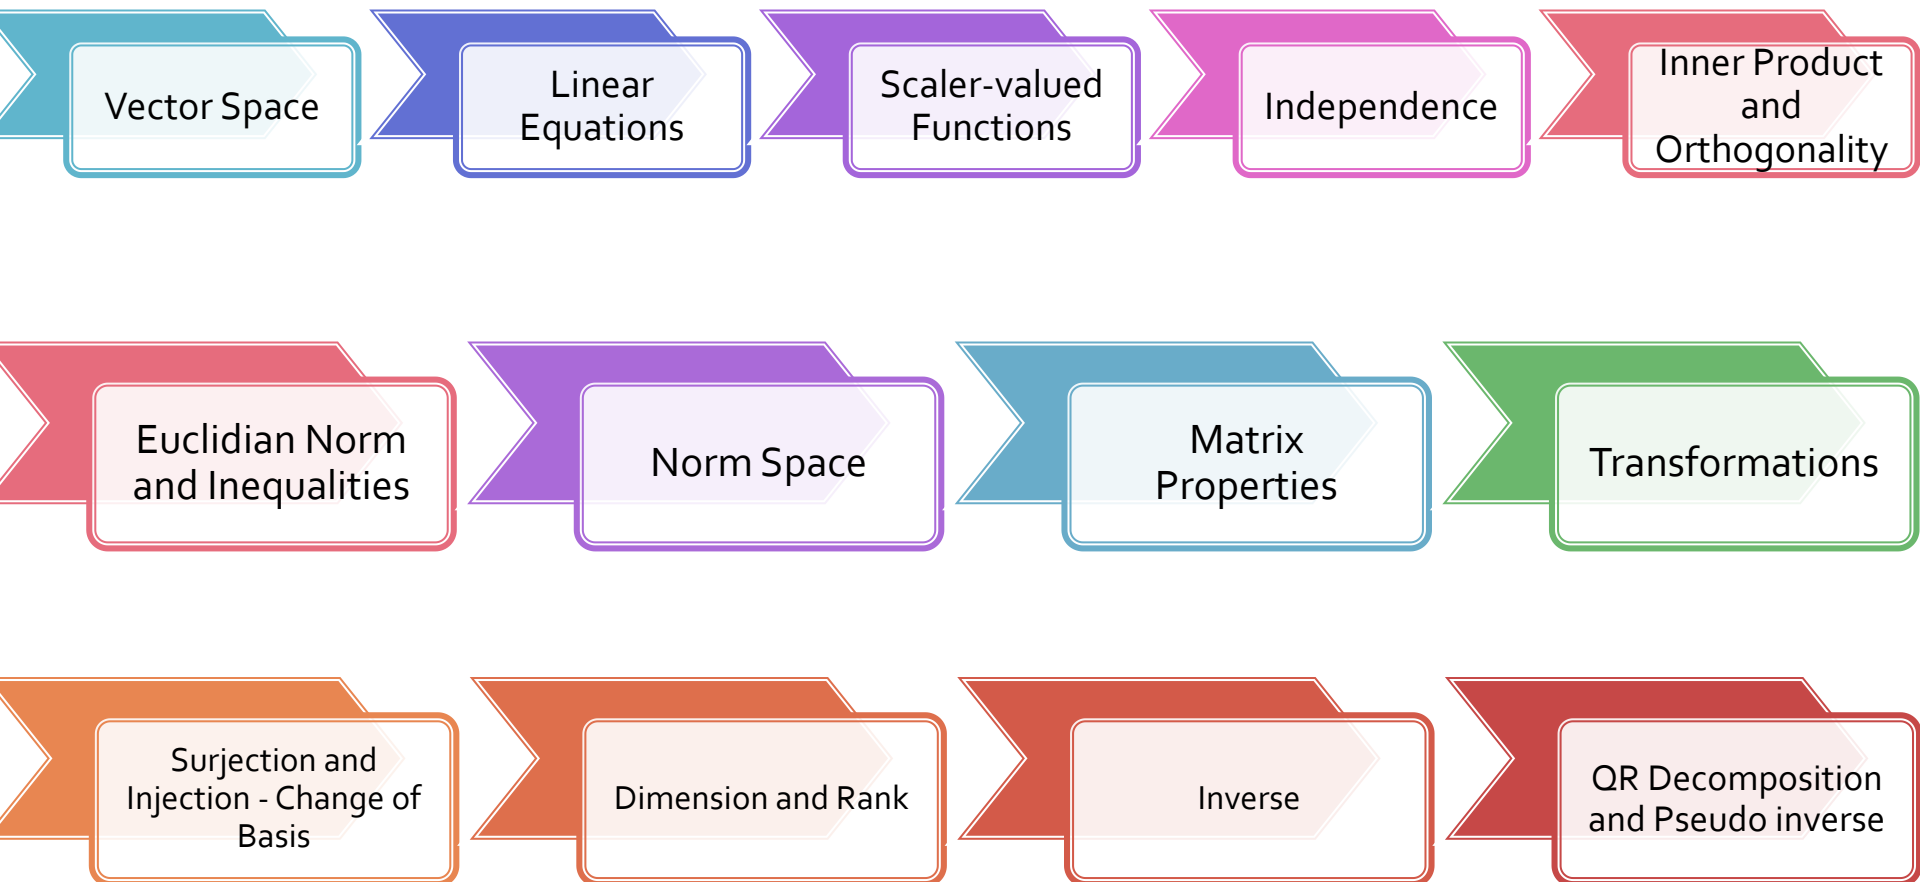 Vector Space
Linear
Equations
Scaler-valued
Functions
Independence
Inner Product
and
Orthogonality
Euclidian Norm
and Inequalities
Norm Space
Matrix
Properties
Transformations
Surjection and
Injection - Change of
Basis
Dimension and Rank
Inverse
QR Decomposition
and Pseudo inverse